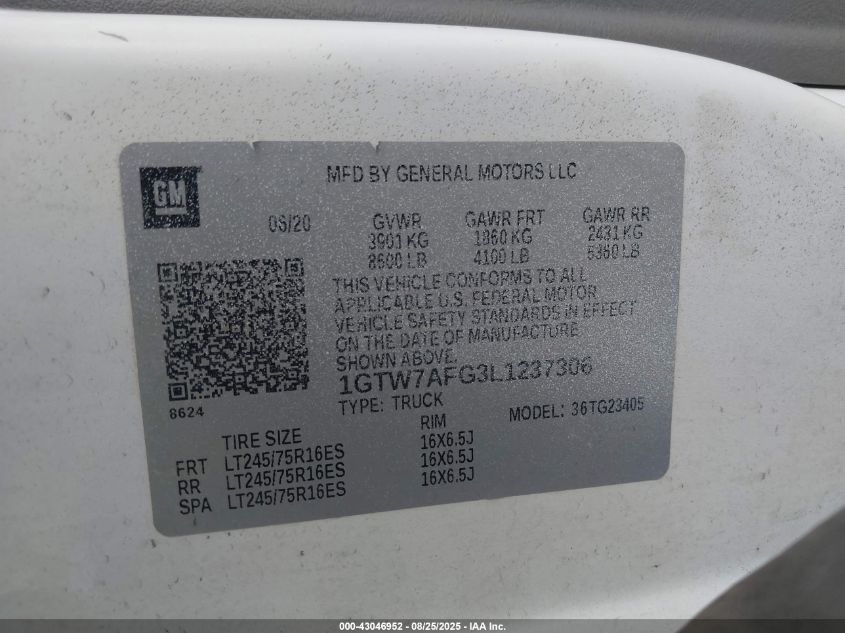 GM
MFD BY GENERAL MOTORS LLC
06/20
GVWR GAWR FRT GAWR RR
3901 KG 1860 KG 2431 KG
8600 LB 4100 LB 5360 LB
THIS VEHICLE CONFORMS TO ALL
APPLICABLE U.S. FEDERAL MOTOR
VEHICLE SAFETY STANDARDS IN EFFECT
ON THE DATE OF MANUFACTURE.
1GTW7AFG3L1237306
8624
TYPE: TRUCK MODEL: 36TG23405
TIRE SIZE RIM
FRT LT245/75R16ES 16X6.5J
RR LT245/75R16ES 16X6.5J
SPA LT245/75R16ES 16X6.5J
000-43046952 - 08/25/2025 - IAA Inc.